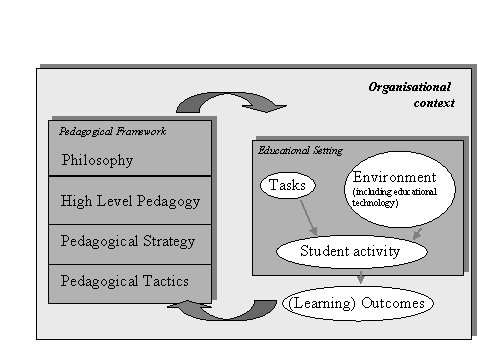 Organisational
context
Pedagogical Framework
Philosophy
High Level Pedagogy
Pedagogical Strategy
Pedagogical Tactics
Educational Setting
Tasks
Environment
(including educational
technology)
Student activity
(Learning) Outcomes